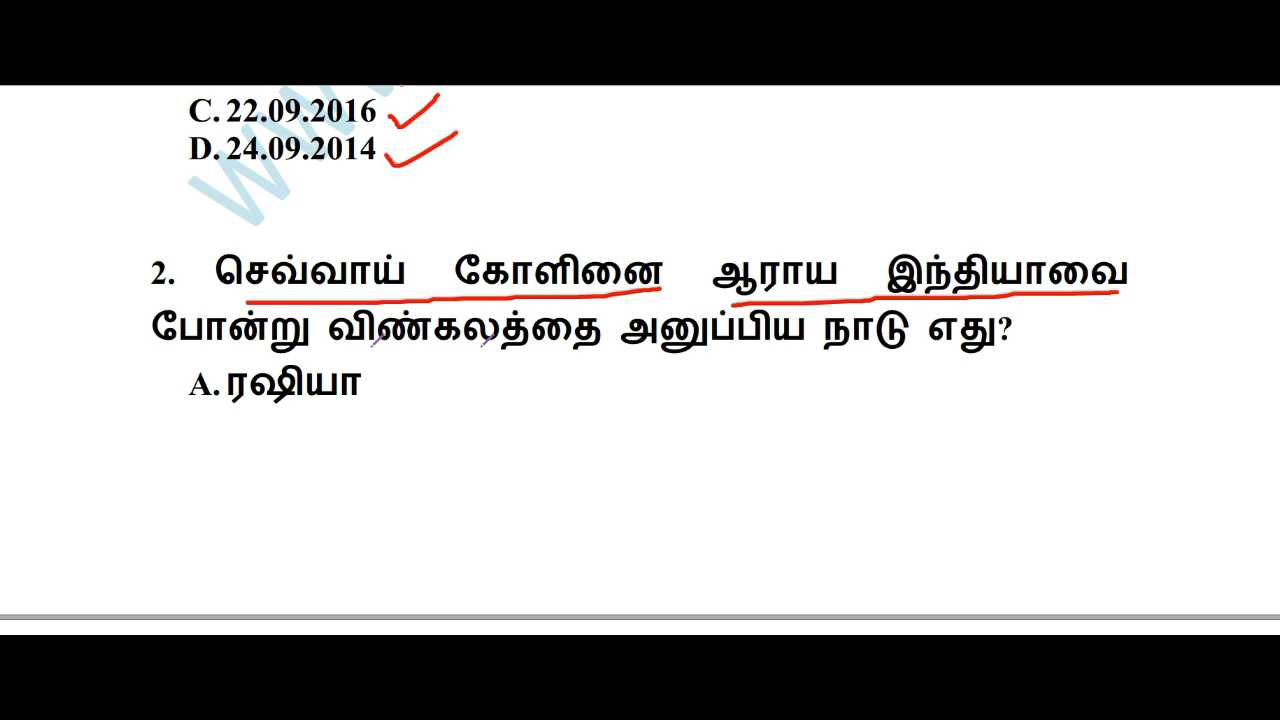 C. 22.09.2016
D. 24.09.2014
2. செவ்வாய் கோளினை ஆராய இந்தியாவை
போன்று விண்கலத்தை அனுப்பிய நாடு எது?
A. ரஷியா